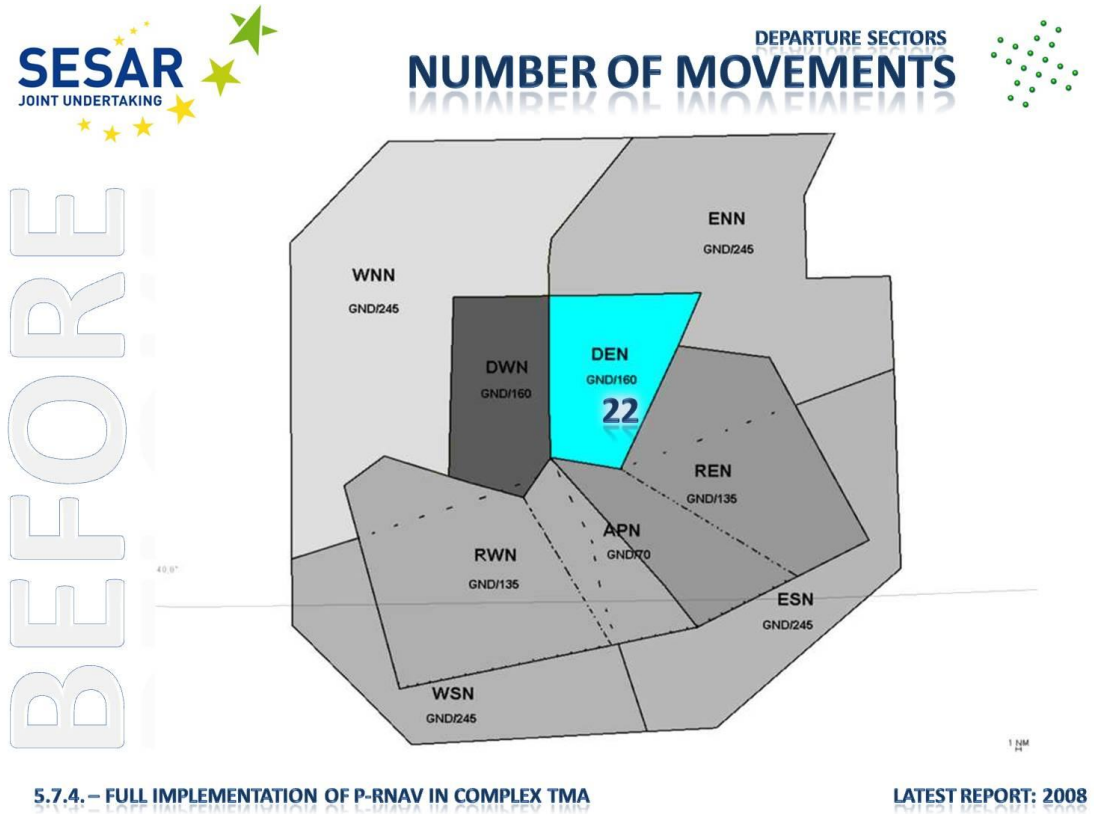 SESAR
JOINT UNDERTAKING
DEPARTURE SECTORS
NUMBER OF MOVEMENTS
BEFORE
ENN
GND/245
WNN
GND/245
DEN
GND/160
22
DWN
GND/160
REN
GND/135
APN
GND/70
RWN
GND/135
ESN
GND/245
WSN
GND/245
1 NM
5.7.4. – FULL IMPLEMENTATION OF P-RNAV IN COMPLEX TMA
LATEST REPORT: 2008